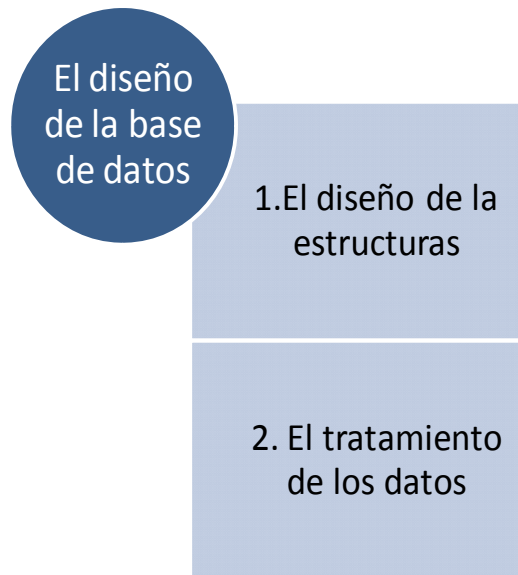 El diseño
de la base
de datos
1.El diseño de la
estructuras
2. El tratamiento
de los datos